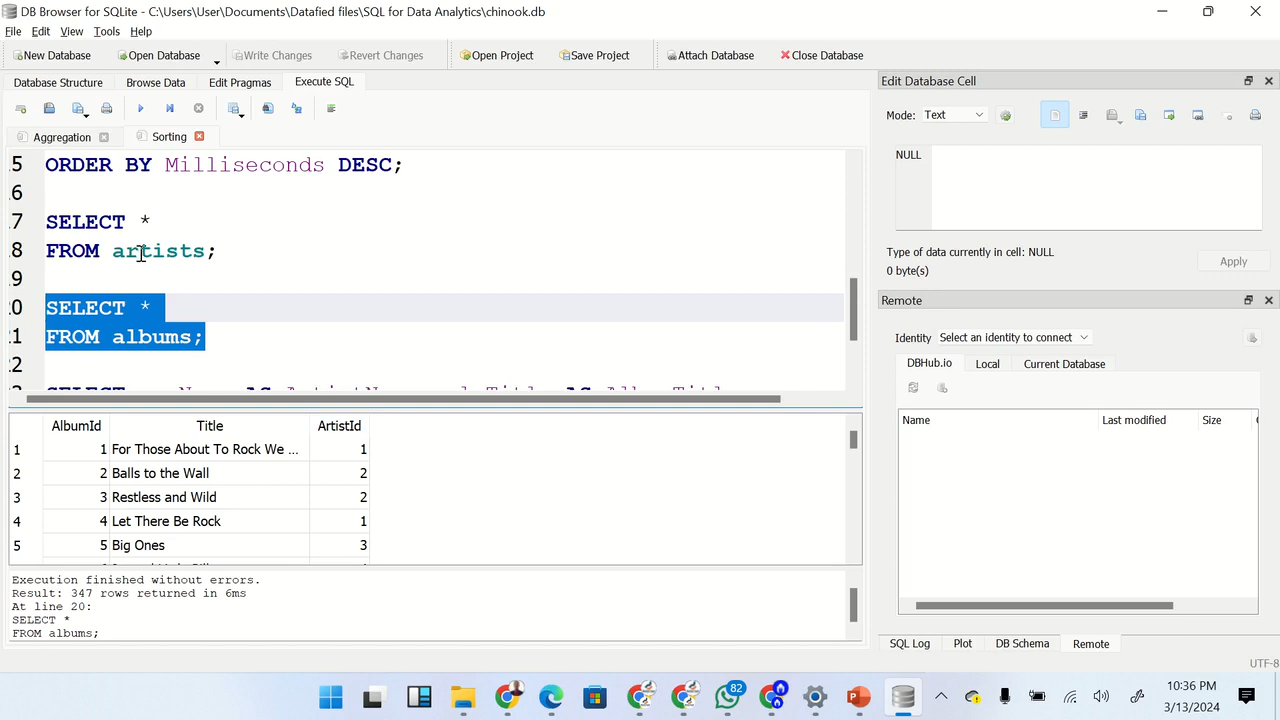 DB Browser for SQLite - C:\Users\User\Documents\Datafied files\SQL for Data Analytics\chinook.db
File Edit View Tools Help
New Database Open Database Write Changes Revert Changes Open Project Save Project Attach Database Close Database
Database Structure Browse Data Edit Pragmas Execute SQL
Aggregation Sorting
5 ORDER BY Milliseconds DESC;
6
7 SELECT *
8 FROM artists;
9
0 SELECT *
1 FROM albums;
2
AlbumId Title ArtistId
1 1 For Those About To Rock We ... 1
2 2 Balls to the Wall 2
3 3 Restless and Wild 2
4 4 Let There Be Rock 1
5 5 Big Ones 3
Execution finished without errors.
Result: 347 rows returned in 6ms
At line 20:
SELECT *
FROM albums;
Edit Database Cell
Mode: Text
NULL
Type of data currently in cell: NULL
0 byte(s)
Apply
Remote
Identity Select an identity to connect
DBHub.io Local Current Database
Name Last modified Size
SQL Log Plot DB Schema Remote
UTF-8
82
10:36 PM
3/13/2024